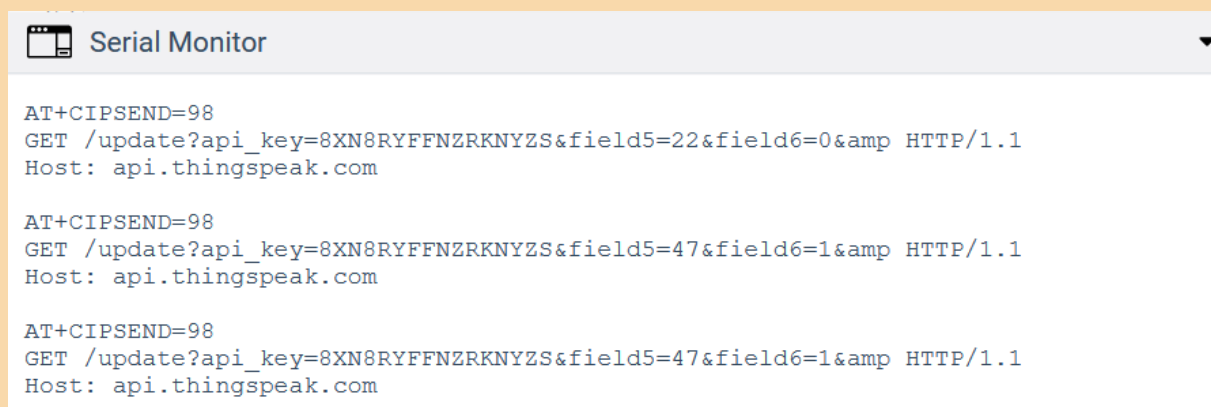 Serial Monitor
AT+CIPSEND=98
GET /update?api_key=8XN8RYFFNZRKNYZS&field5=22&field6=0&amp HTTP/1.1
Host: api.thingspeak.com
AT+CIPSEND=98
GET /update?api_key=8XN8RYFFNZRKNYZS&field5=47&field6=1&amp HTTP/1.1
Host: api.thingspeak.com
AT+CIPSEND=98
GET /update?api_key=8XN8RYFFNZRKNYZS&field5=47&field6=1&amp HTTP/1.1
Host: api.thingspeak.com